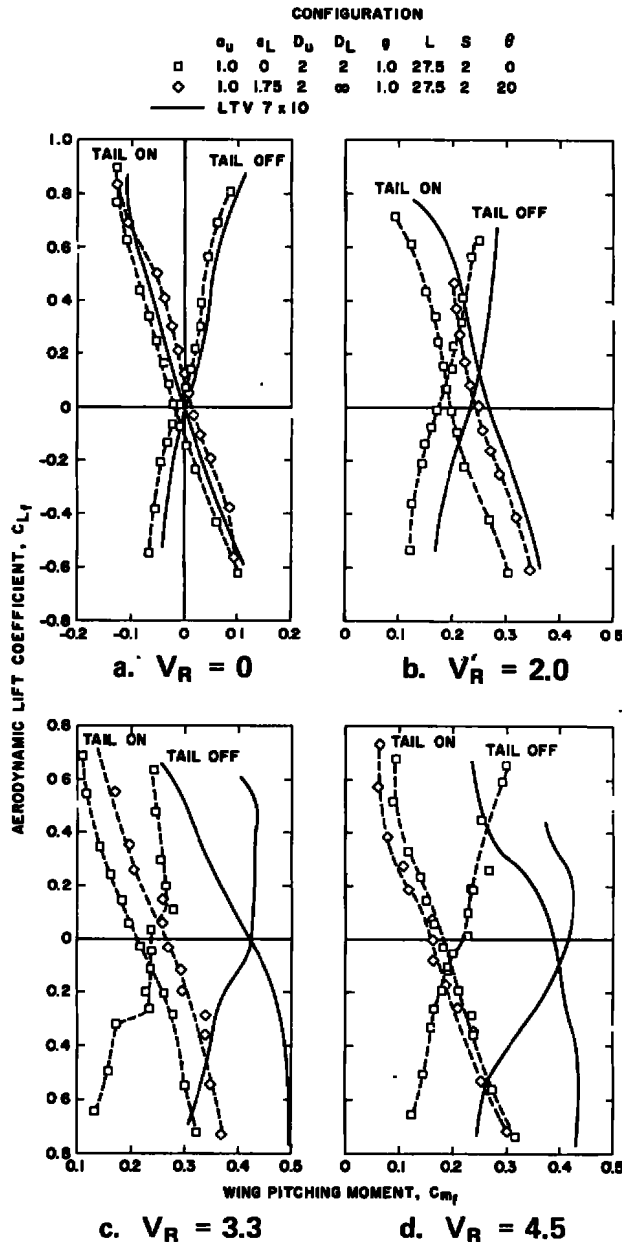 CONFIGURATION
a_u a_L D_u D_L g L S θ
1.0 0 2 2 1.0 27.5 2 0
1.0 1.75 2 ∞ 1.0 27.5 2 20
LTV 7 x 10
AERODYNAMIC LIFT COEFFICIENT, C_Lf
1.0
0.8
0.6
0.4
0.2
0
-0.2
-0.4
-0.6
-0.8
TAIL ON
TAIL OFF
-0.2 -0.1 0 0.1 0.2
a. V_R = 0
TAIL ON
TAIL OFF
0 0.1 0.2 0.3 0.4 0.5
b. V_R = 2.0
0.8
0.6
0.4
0.2
0
0.2
0.4
0.6
0.8
TAIL ON
TAIL OFF
0.1 0.2 0.3 0.4 0.5
TAIL ON
TAIL OFF
0 0.1 0.2 0.3 0.4 0.5
WING PITCHING MOMENT, C_mf
c. V_R = 3.3
d. V_R = 4.5